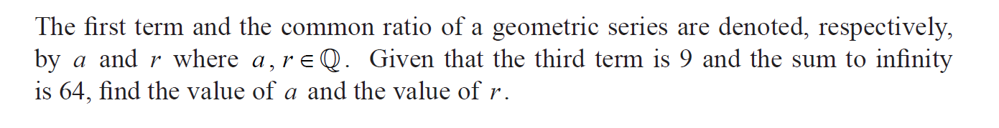 The first term and the common ratio of a geometric series are denoted, respectively,
by a and r where a, r ∈ ℚ. Given that the third term is 9 and the sum to infinity
is 64, find the value of a and the value of r.